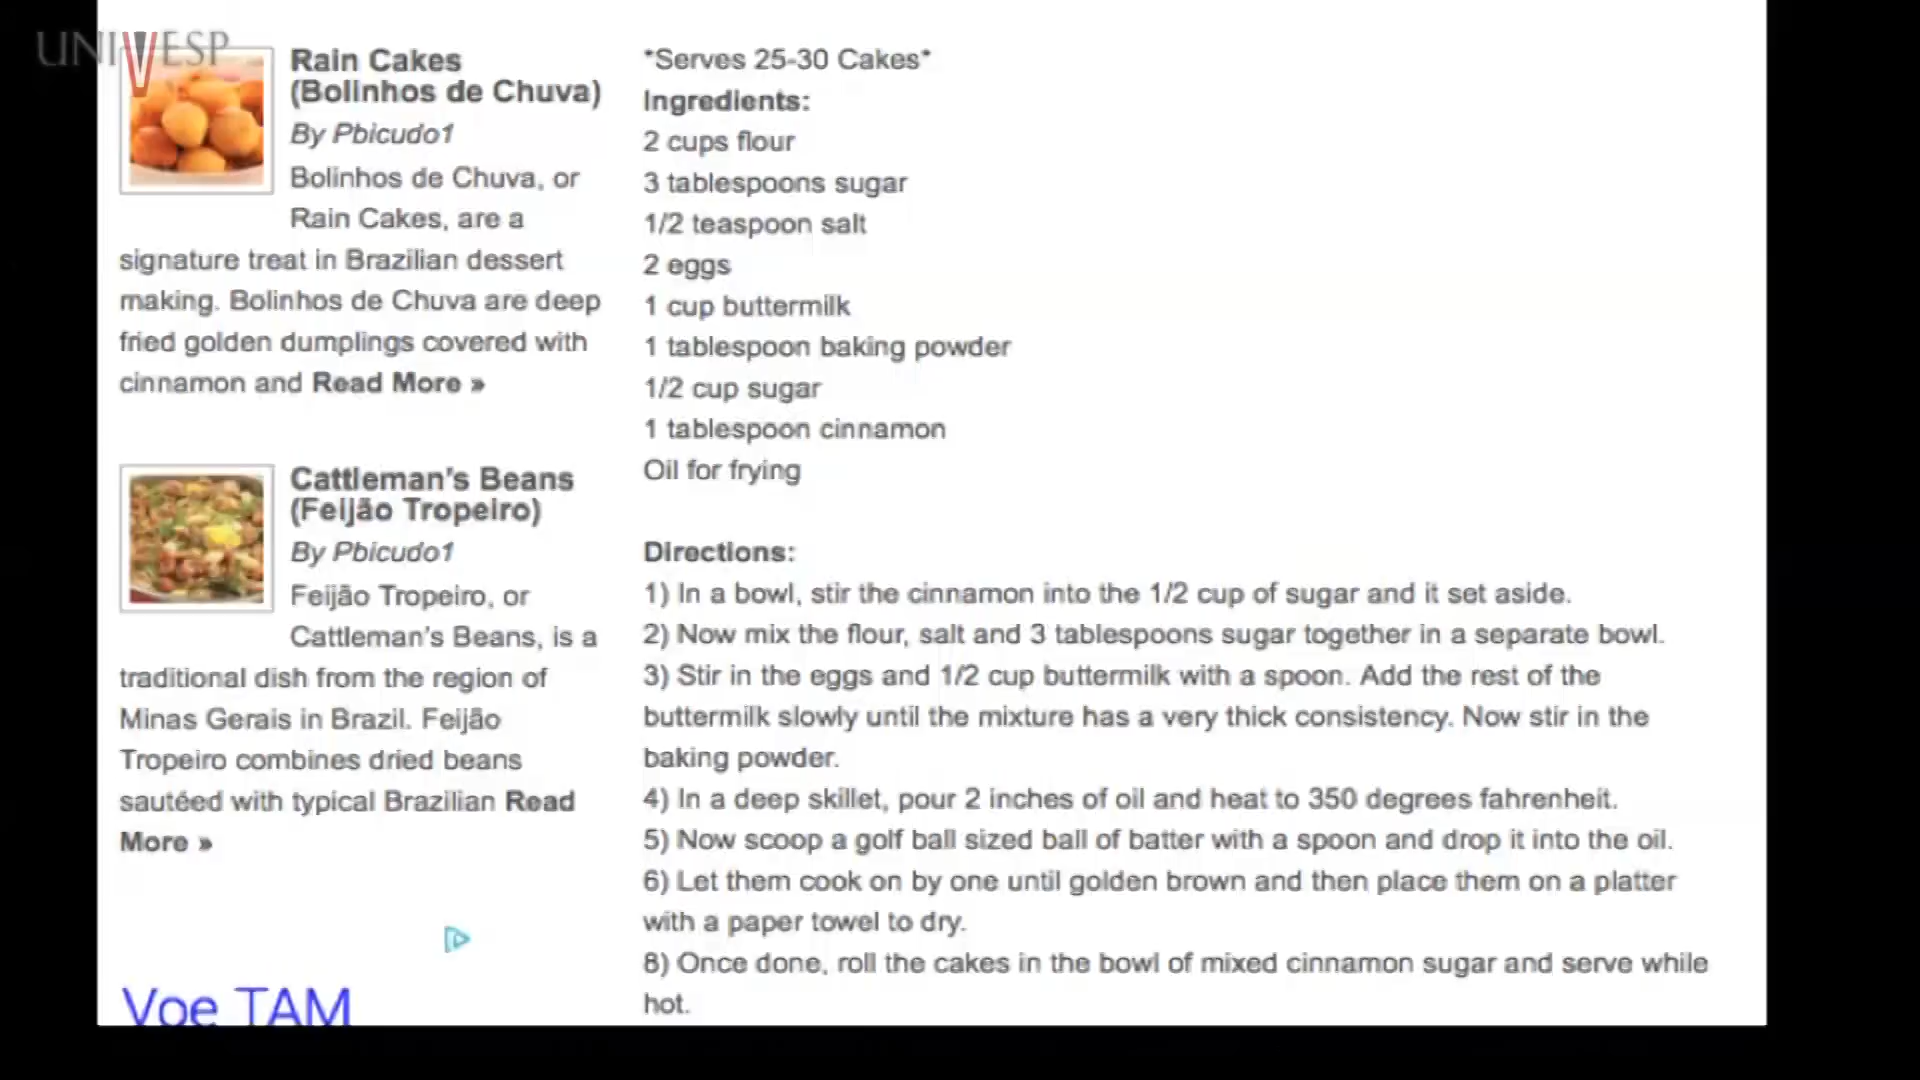 UNIVESP
Rain Cakes
(Bolinhos de Chuva)
By Pbicudo1
Bolinhos de Chuva, or
Rain Cakes, are a
signature treat in Brazilian dessert
making. Bolinhos de Chuva are deep
fried golden dumplings covered with
cinnamon and Read More »
Cattleman's Beans
(Feijão Tropeiro)
By Pbicudo1
Feijão Tropeiro, or
Cattleman's Beans, is a
traditional dish from the region of
Minas Gerais in Brazil. Feijão
Tropeiro combines dried beans
sautéed with typical Brazilian Read
More »
Voe TAM
*Serves 25-30 Cakes*
Ingredients:
2 cups flour
3 tablespoons sugar
1/2 teaspoon salt
2 eggs
1 cup buttermilk
1 tablespoon baking powder
1/2 cup sugar
1 tablespoon cinnamon
Oil for frying
Directions:
1) In a bowl, stir the cinnamon into the 1/2 cup of sugar and it set aside.
2) Now mix the flour, salt and 3 tablespoons sugar together in a separate bowl.
3) Stir in the eggs and 1/2 cup buttermilk with a spoon. Add the rest of the
buttermilk slowly until the mixture has a very thick consistency. Now stir in the
baking powder.
4) In a deep skillet, pour 2 inches of oil and heat to 350 degrees fahrenheit.
5) Now scoop a golf ball sized ball of batter with a spoon and drop it into the oil.
6) Let them cook on by one until golden brown and then place them on a platter
with a paper towel to dry.
8) Once done, roll the cakes in the bowl of mixed cinnamon sugar and serve while
hot.